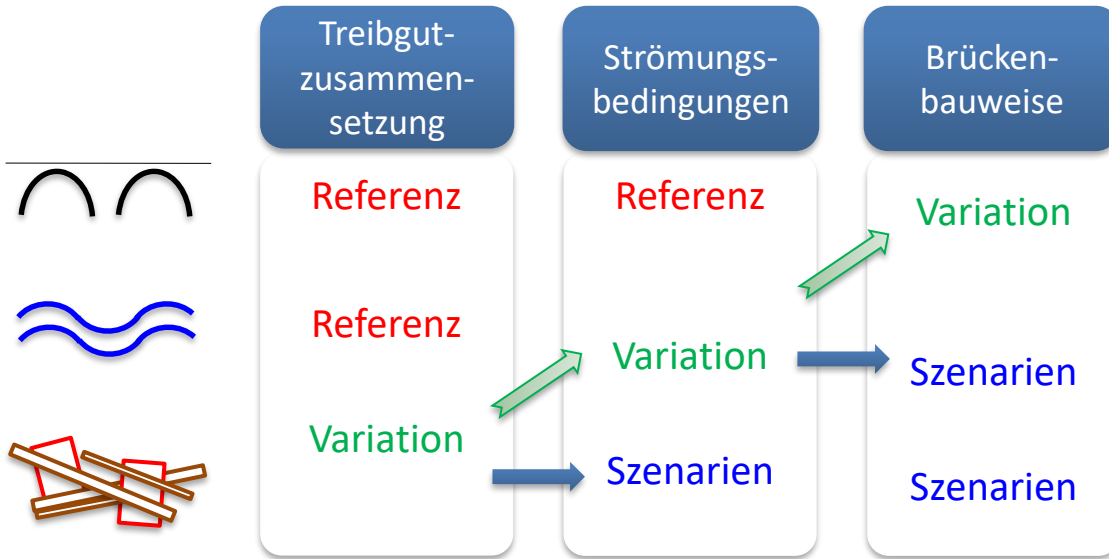 Treibgut-
zusammen-
setzung
Strömungs-
bedingungen
Brücken-
bauweise
Referenz
Referenz
Variation
Referenz
Variation
Szenarien
Variation
Szenarien
Szenarien